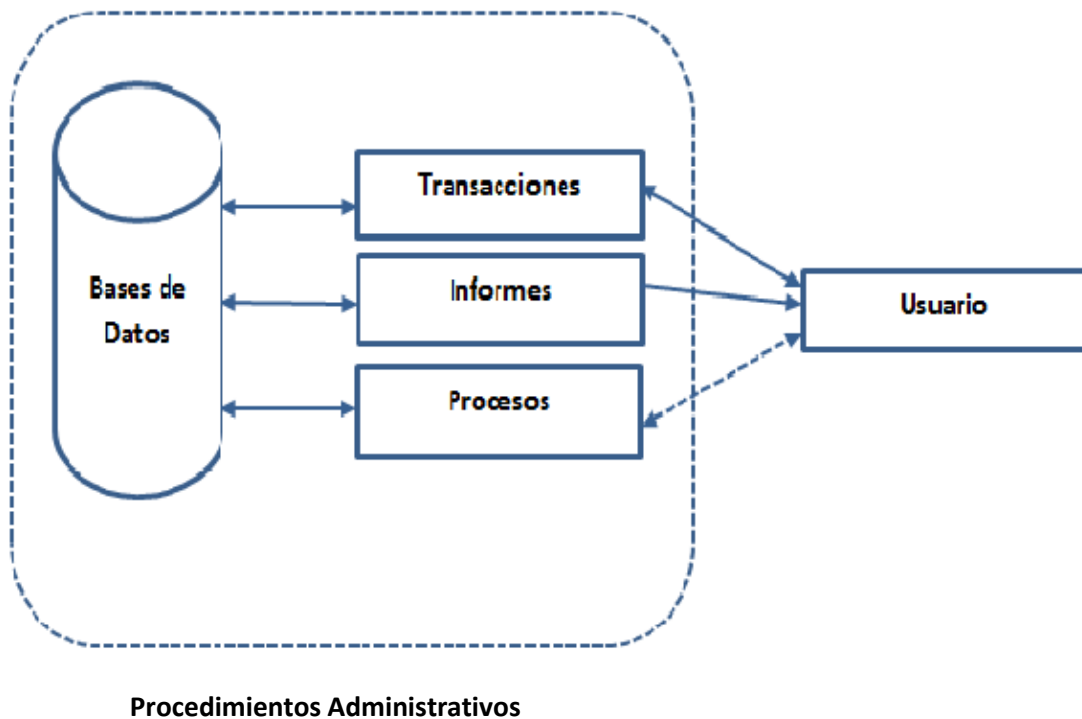 Transacciones
Bases de
Datos
Informes
Usuario
Procesos
Procedimientos Administrativos